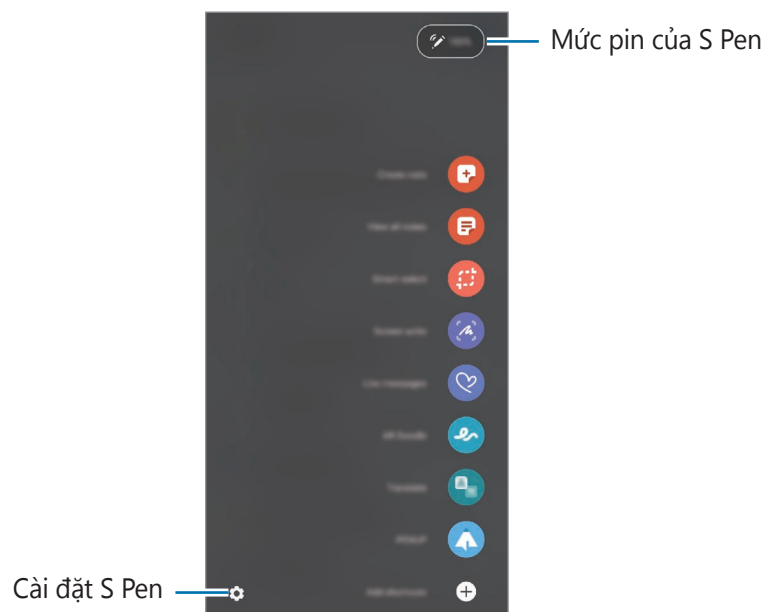 Mức pin của S Pen
Create note
View all notes
Smart select
Screen write
Live messages
AR Doodle
Translate
PENUP
Add shortcuts
Cài đặt S Pen